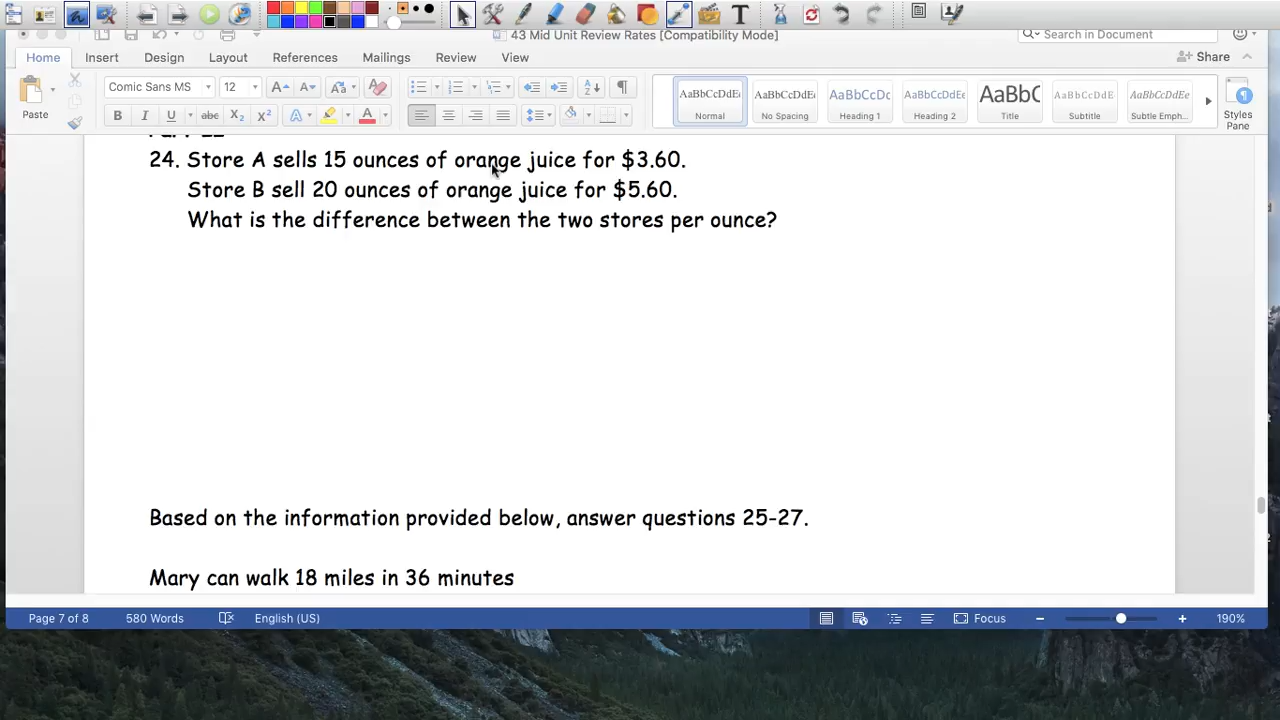 43 Mid Unit Review Rates [Compatibility Mode]
Search in Document
Home Insert Design Layout References Mailings Review View
Share
Paste
Comic Sans MS 12
B I U abc X2 X2 A A
AaBbCcDdEe AaBbCcDdEe AaBbCcDc AaBbCcDdEe AaBbC AaBbCcDdEe AaBbCcDdEe
Normal No Spacing Heading 1 Heading 2 Title Subtitle Subtle Emph... Styles Pane
24. Store A sells 15 ounces of orange juice for $3.60.
Store B sell 20 ounces of orange juice for $5.60.
What is the difference between the two stores per ounce?
Based on the information provided below, answer questions 25-27.
Mary can walk 18 miles in 36 minutes
Page 7 of 8 580 Words English (US) Focus 190%